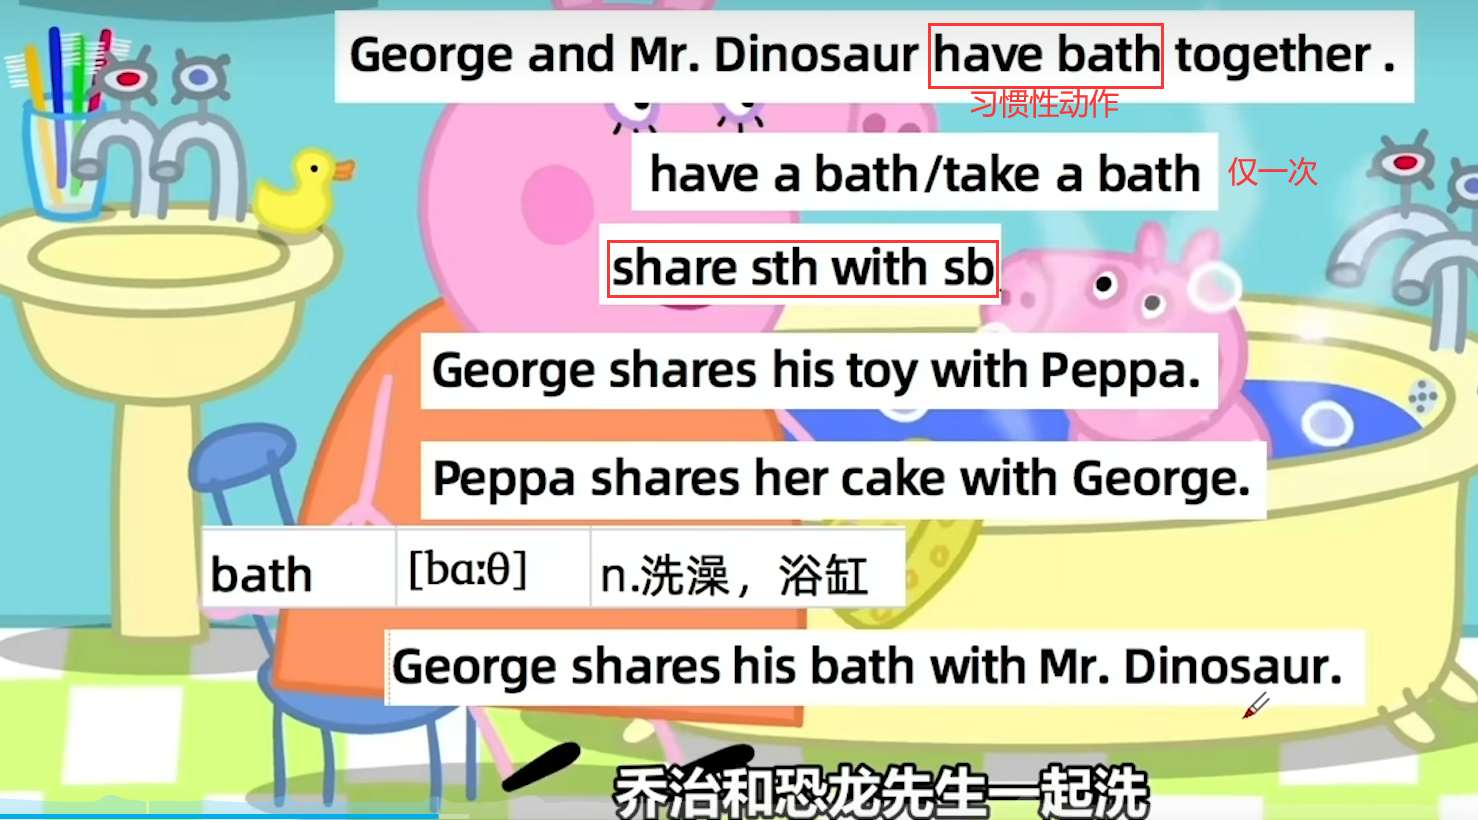 George and Mr. Dinosaur have bath together .
习惯性动作
have a bath/take a bath 仅一次
share sth with sb
George shares his toy with Peppa.
Peppa shares her cake with George.
bath [bɑːθ] n.洗澡，浴缸
George shares his bath with Mr. Dinosaur.
乔治和恐龙先生一起洗